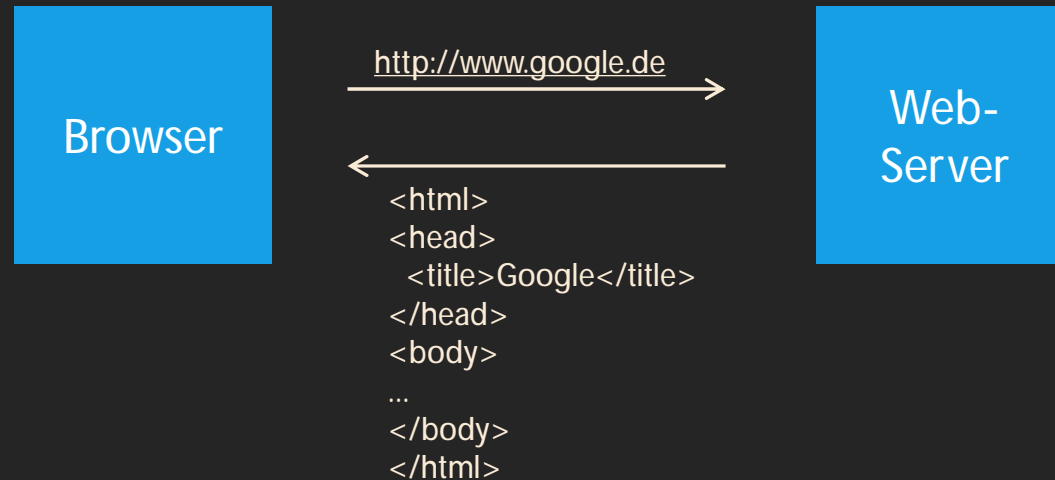 Browser
http://www.google.de
Web-
Server
<html>
<head>
<title>Google</title>
</head>
<body>
...
</body>
</html>